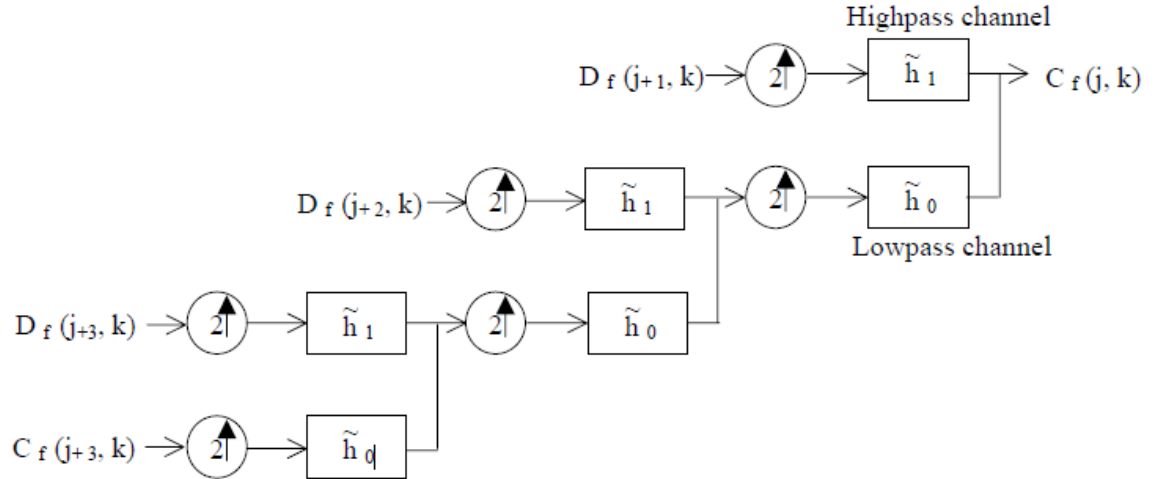 Highpass channel
D f (j+1, k) 2 h̃ 1 C f (j, k)
D f (j+2, k) 2 h̃ 1 2 h̃ 0
Lowpass channel
D f (j+3, k) 2 h̃ 1 2 h̃ 0
C f (j+3, k) 2 h̃ 0